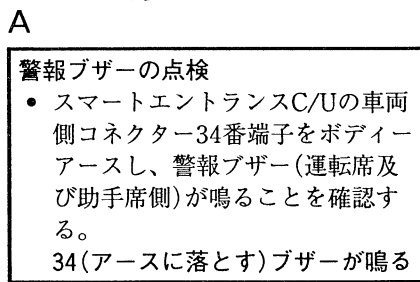 A
警報ブザーの点検
● スマートエントランスC/Uの車両
側コネクター34番端子をボディー
アースし、警報ブザー(運転席及
び助手席側)が鳴ることを確認す
る。
34(アースに落とす)ブザーが鳴る